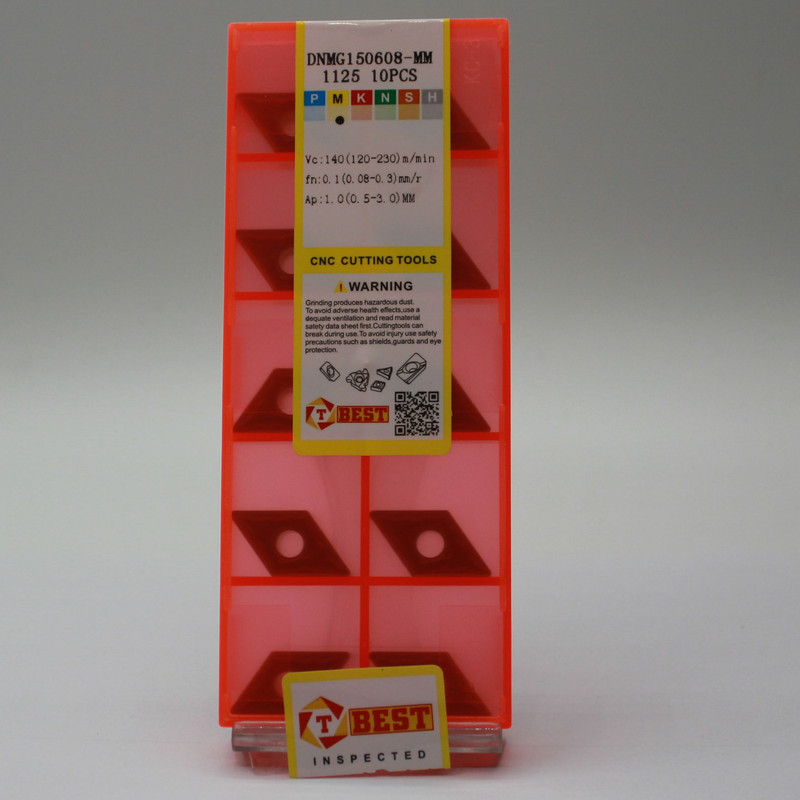 DNMG150608-MM
1125 10PCS
P M K N S H
Vc:140(120-230)m/min
fn:0.1(0.08-0.3)mm/r
Ap:1.0(0.5-3.0)MM
CNC CUTTING TOOLS
! WARNING
Grinding produces hazardous dust.
To avoid adverse health effects,use a
dequate ventilation and read material
safety data sheet first.Cuttingtools can
break during use.To avoid injury use safety
precautions such as shields,guards and eye
protection.
T BEST
T BEST
INSPECTED
KC-3